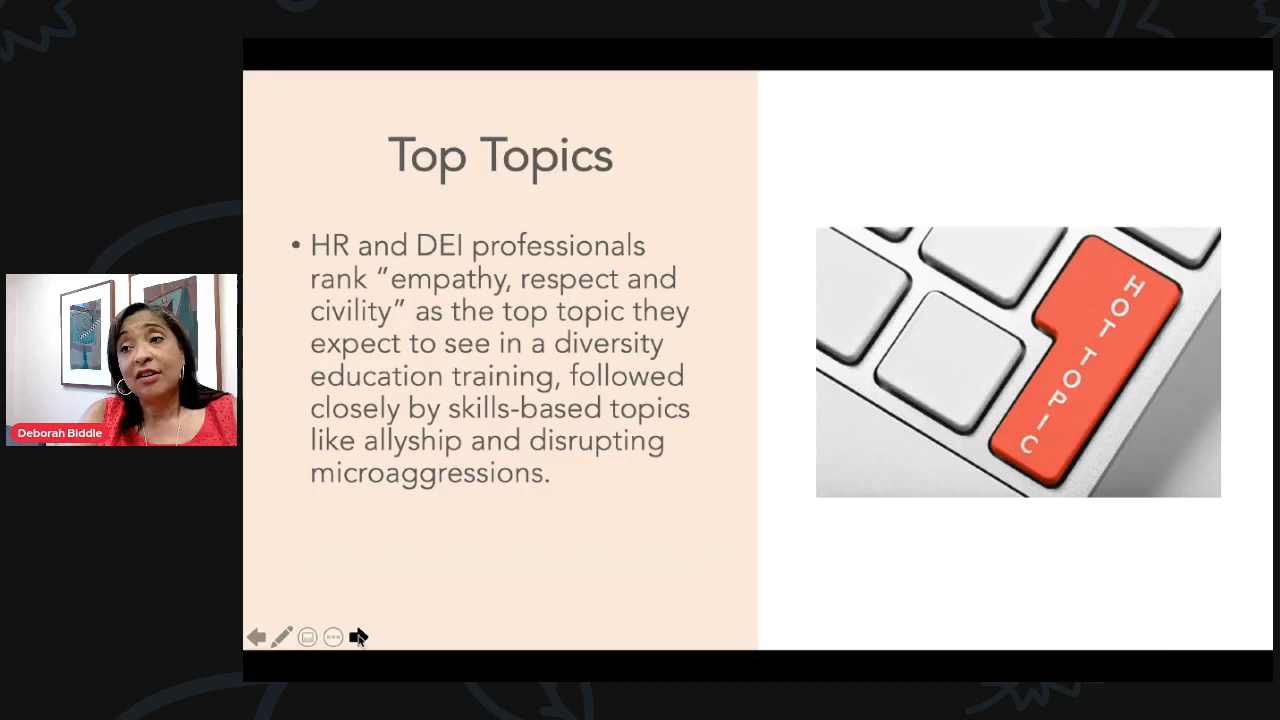 Top Topics
• HR and DEI professionals
rank “empathy, respect and
civility” as the top topic they
expect to see in a diversity
education training, followed
closely by skills-based topics
like allyship and disrupting
microaggressions.
HOT TOPIC
Deborah Biddle